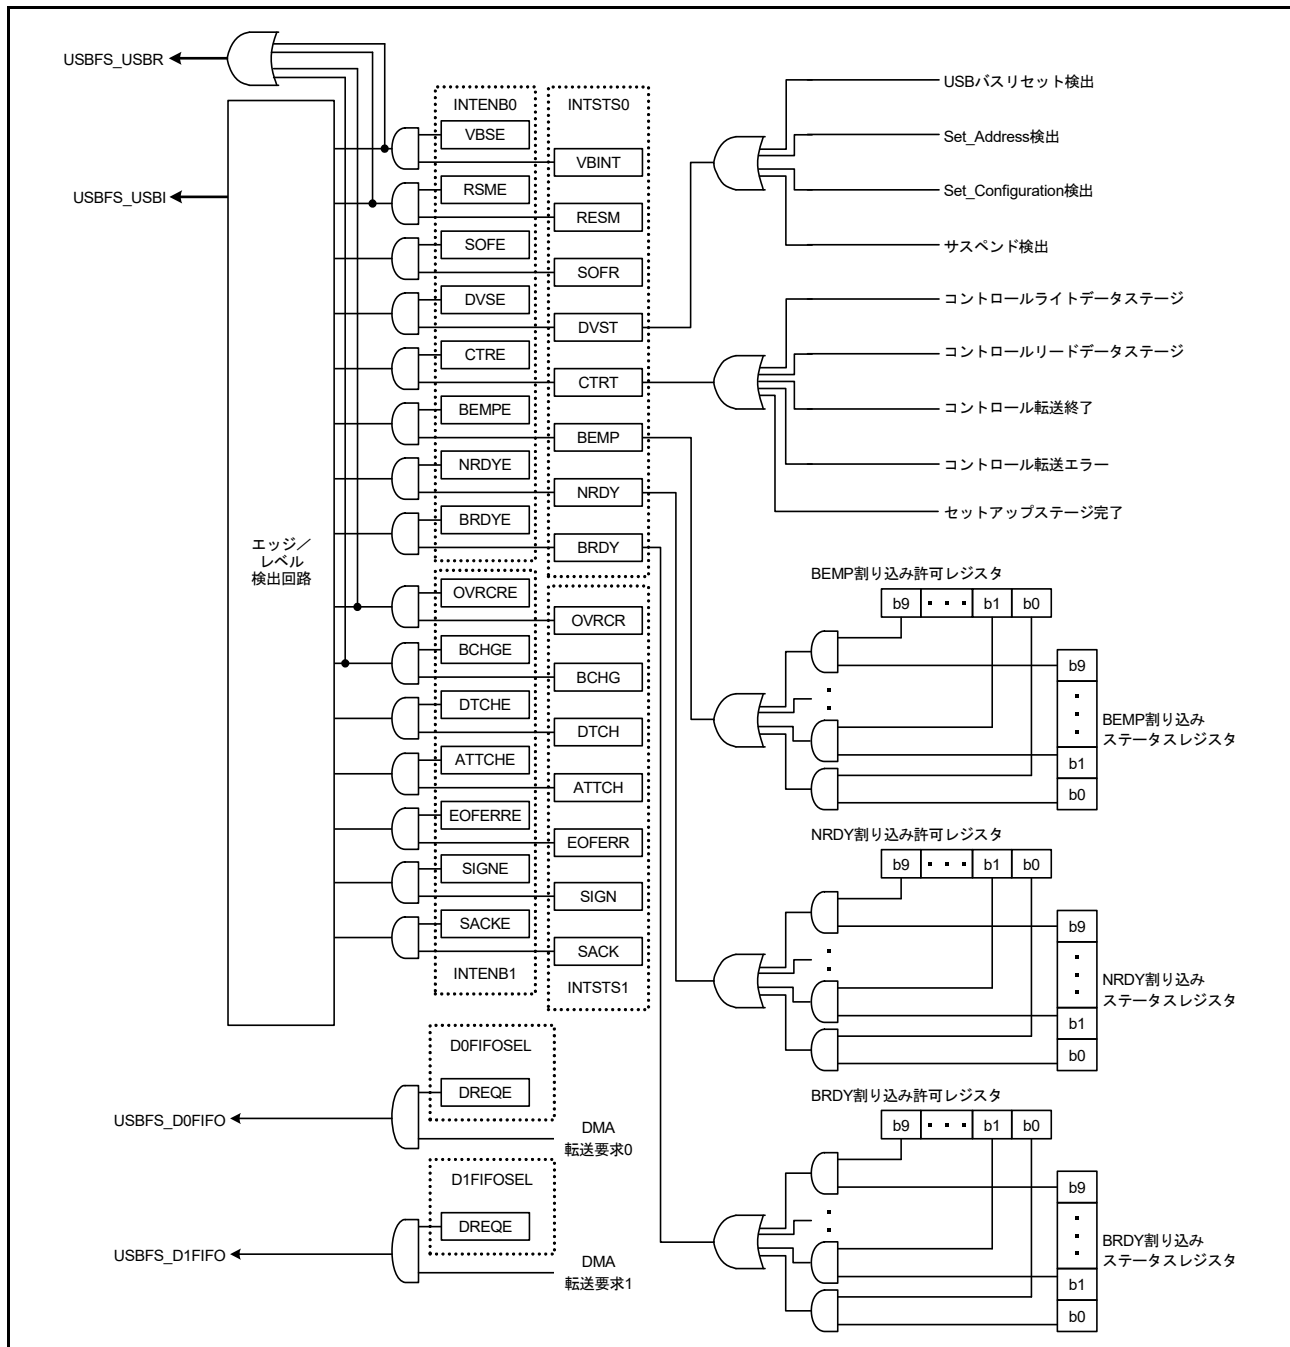 USBFS_USBR
USBFS_USBI
エッジ／
レベル
検出回路
INTENB0
VBSE
RSME
SOFE
DVSE
CTRE
BEMPE
NRDYE
BRDYE
OVRCRE
BCHGE
DTCHE
ATTCHE
EOFERRE
SIGNE
SACKE
INTENB1
INTSTS0
VBINT
RESM
SOFR
DVST
CTRT
BEMP
NRDY
BRDY
OVRCR
BCHG
DTCH
ATTCH
EOFERR
SIGN
SACK
INTSTS1
USBバスリセット検出
Set_Address検出
Set_Configuration検出
サスペンド検出
コントロールライトデータステージ
コントロールリードデータステージ
コントロール転送終了
コントロール転送エラー
セットアップステージ完了
BEMP割り込み許可レジスタ
b9 ・・・ b1 b0
b9
・
・
・
b1
b0
BEMP割り込み
ステータスレジスタ
NRDY割り込み許可レジスタ
b9 ・・・ b1 b0
b9
・
・
・
b1
b0
NRDY割り込み
ステータスレジスタ
BRDY割り込み許可レジスタ
b9 ・・・ b1 b0
b9
・
・
・
b1
b0
BRDY割り込み
ステータスレジスタ
D0FIFOSEL
DREQE
USBFS_D0FIFO
DMA
転送要求0
D1FIFOSEL
DREQE
USBFS_D1FIFO
DMA
転送要求1